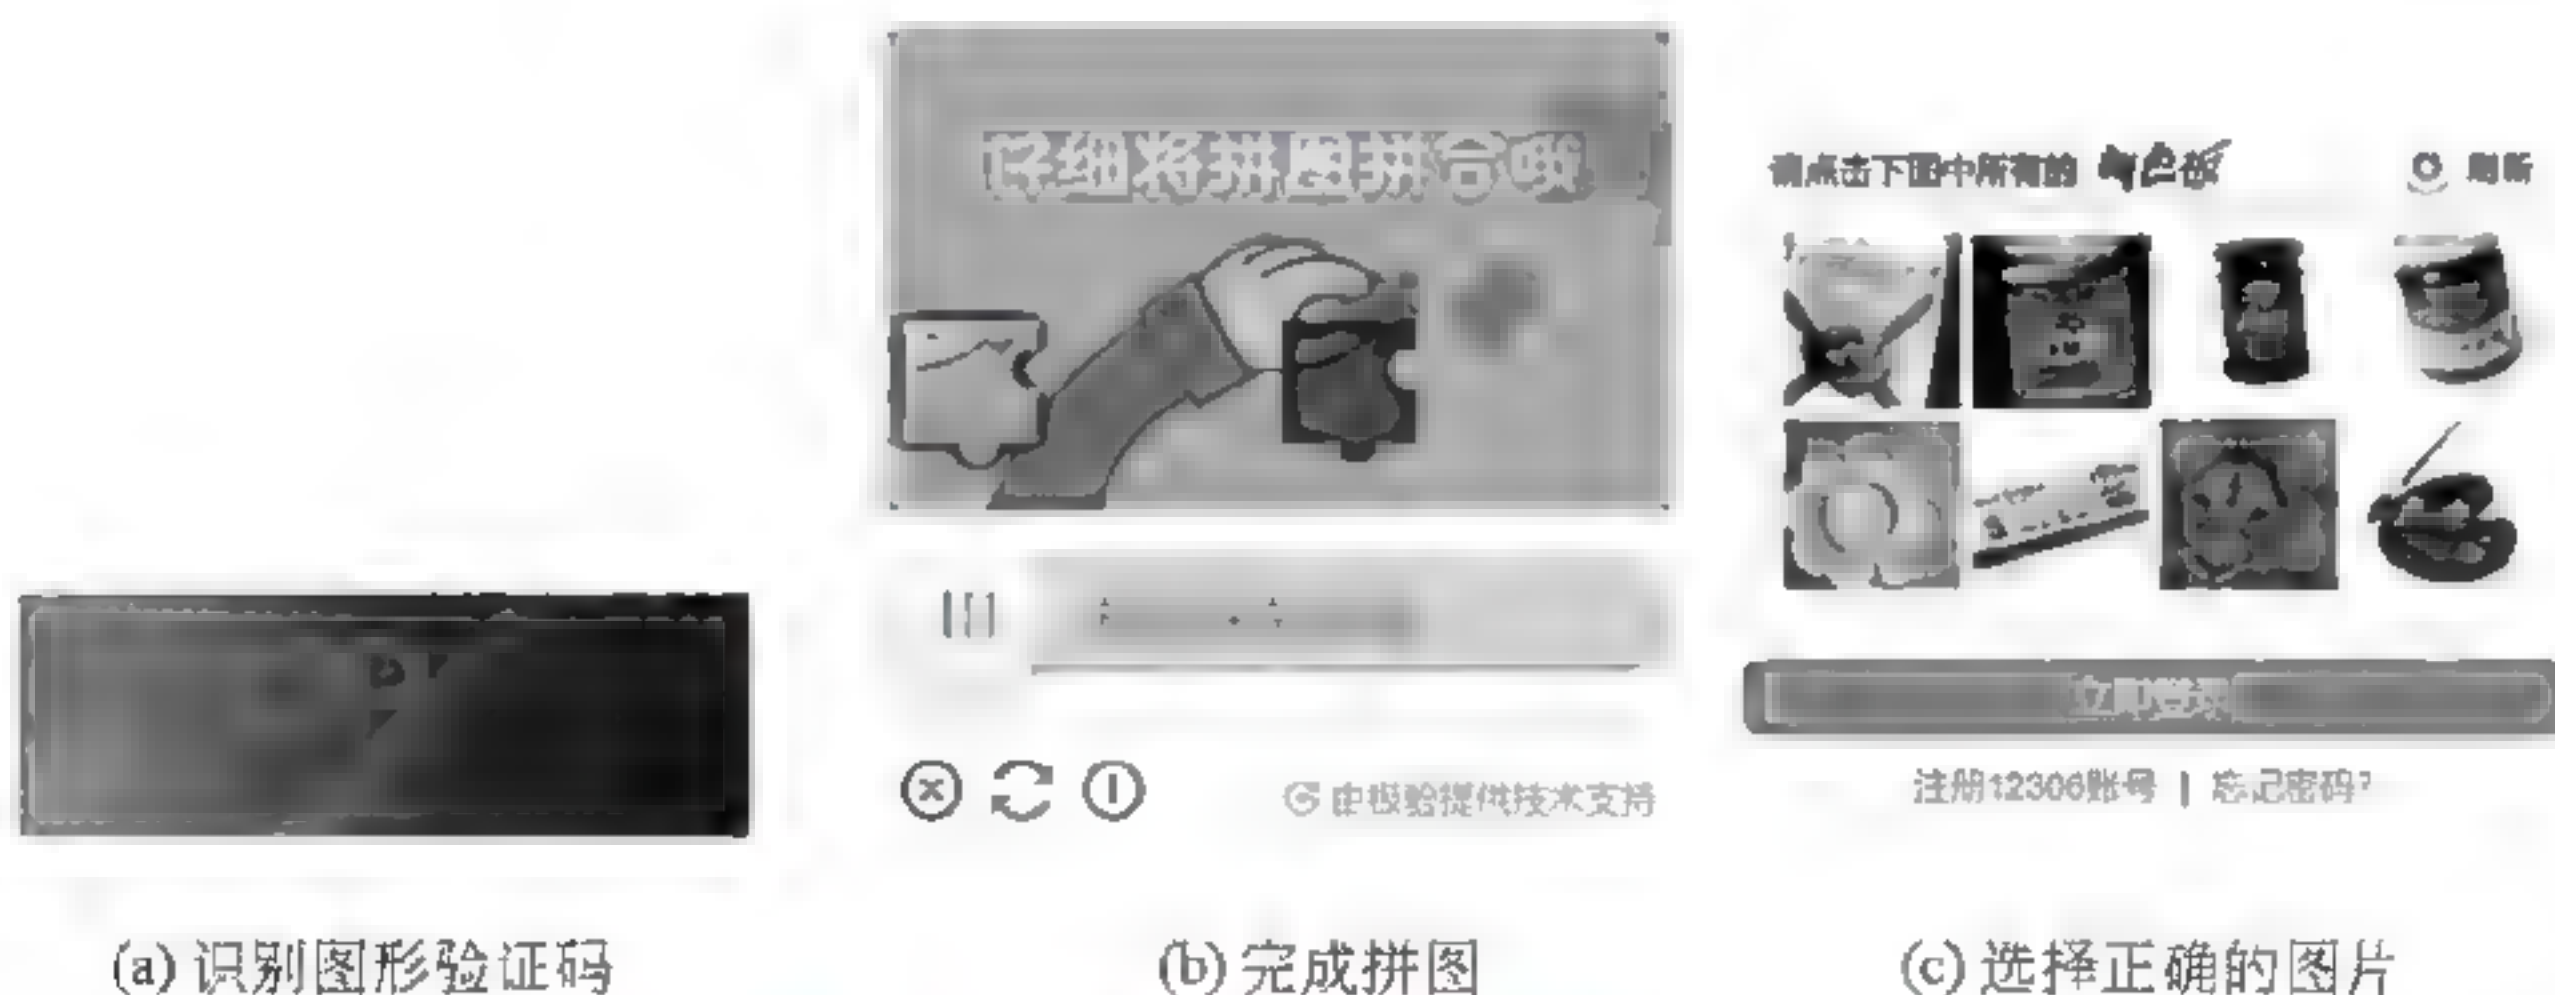 仔细将拼图拼合哦
由极验提供技术支持
请点击下图中所有的
刷新
立即登录
注册12306账号 | 忘记密码?
(a) 识别图形验证码
(b) 完成拼图
(c) 选择正确的图片